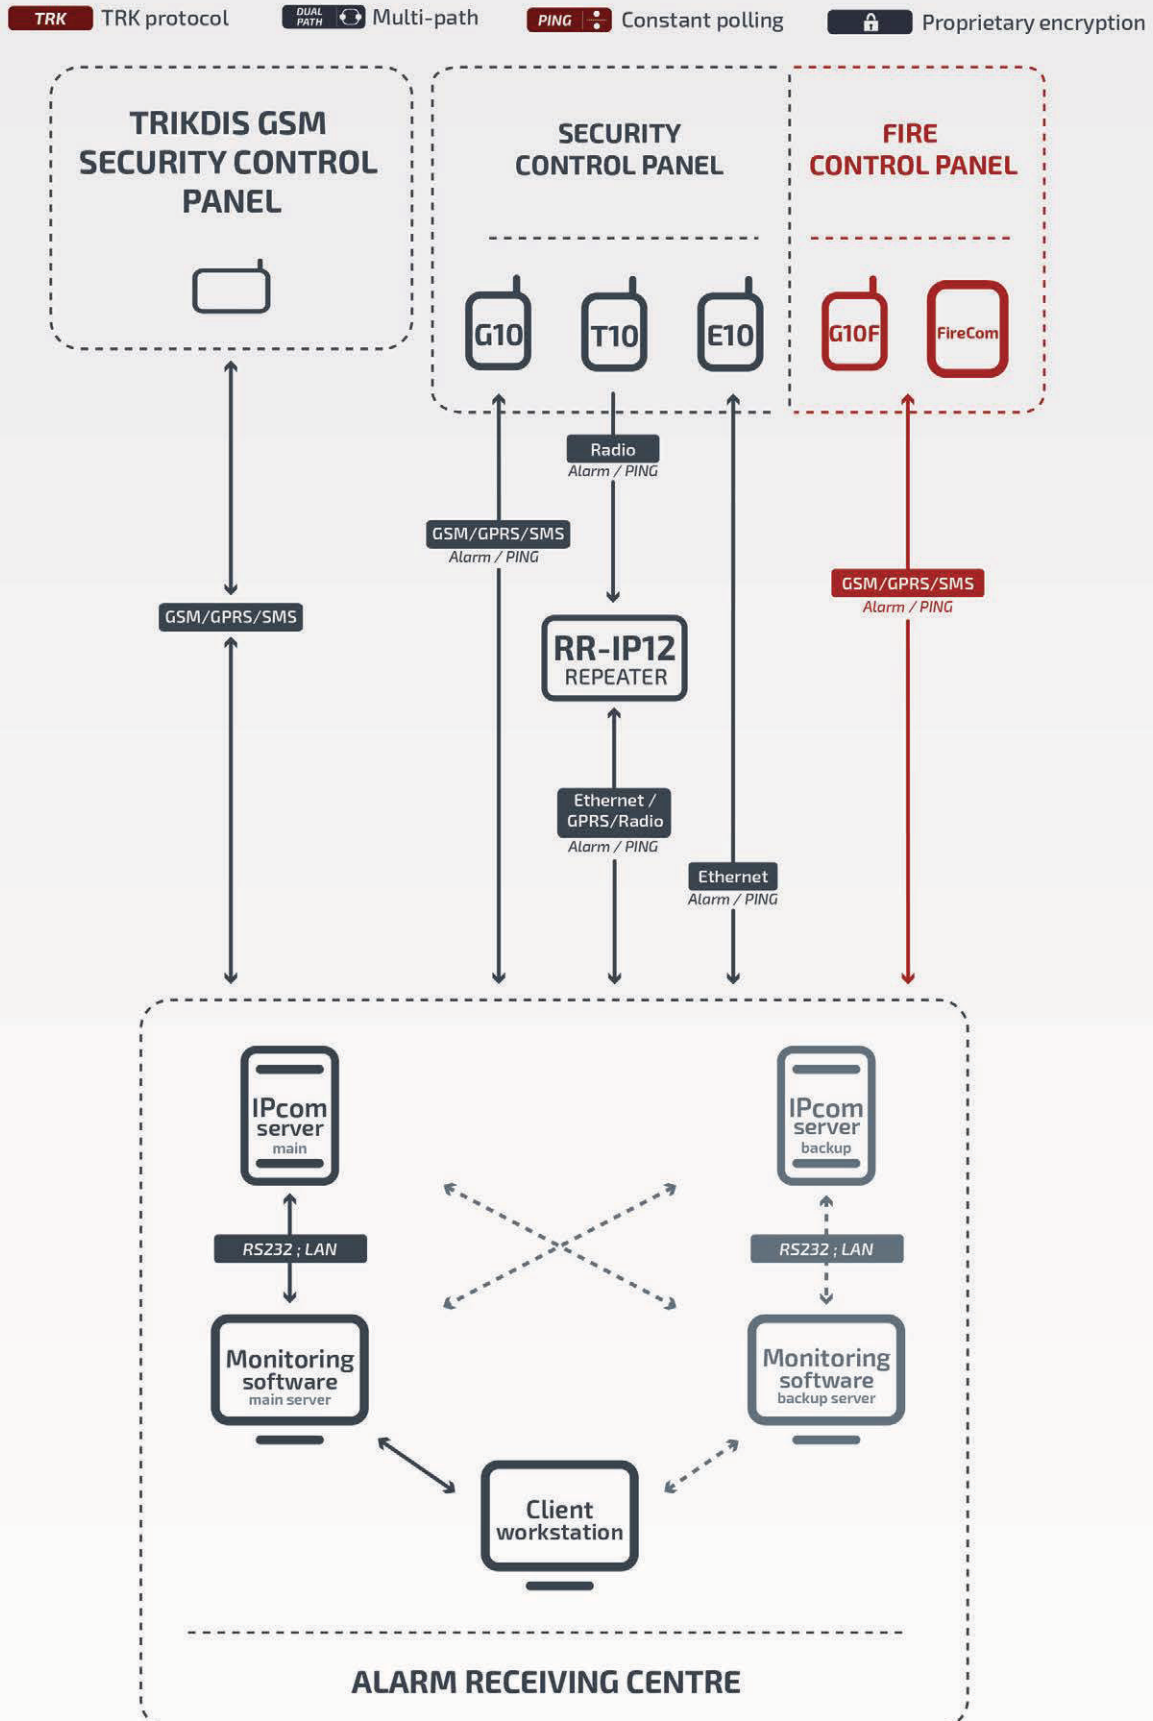 TRK TRK protocol
DUAL PATH Multi-path
PING Constant polling
Proprietary encryption
TRIKDIS GSM
SECURITY CONTROL
PANEL
SECURITY
CONTROL PANEL
FIRE
CONTROL PANEL
G10
T10
E10
G10F
FireCom
Radio
Alarm / PING
GSM/GPRS/SMS
Alarm / PING
GSM/GPRS/SMS
Alarm / PING
GSM/GPRS/SMS
RR-IP12
REPEATER
Ethernet /
GPRS/Radio
Alarm / PING
Ethernet
Alarm / PING
IPcom
server
main
IPcom
server
backup
RS232 ; LAN
RS232 ; LAN
Monitoring
software
main server
Monitoring
software
backup server
Client
workstation
ALARM RECEIVING CENTRE